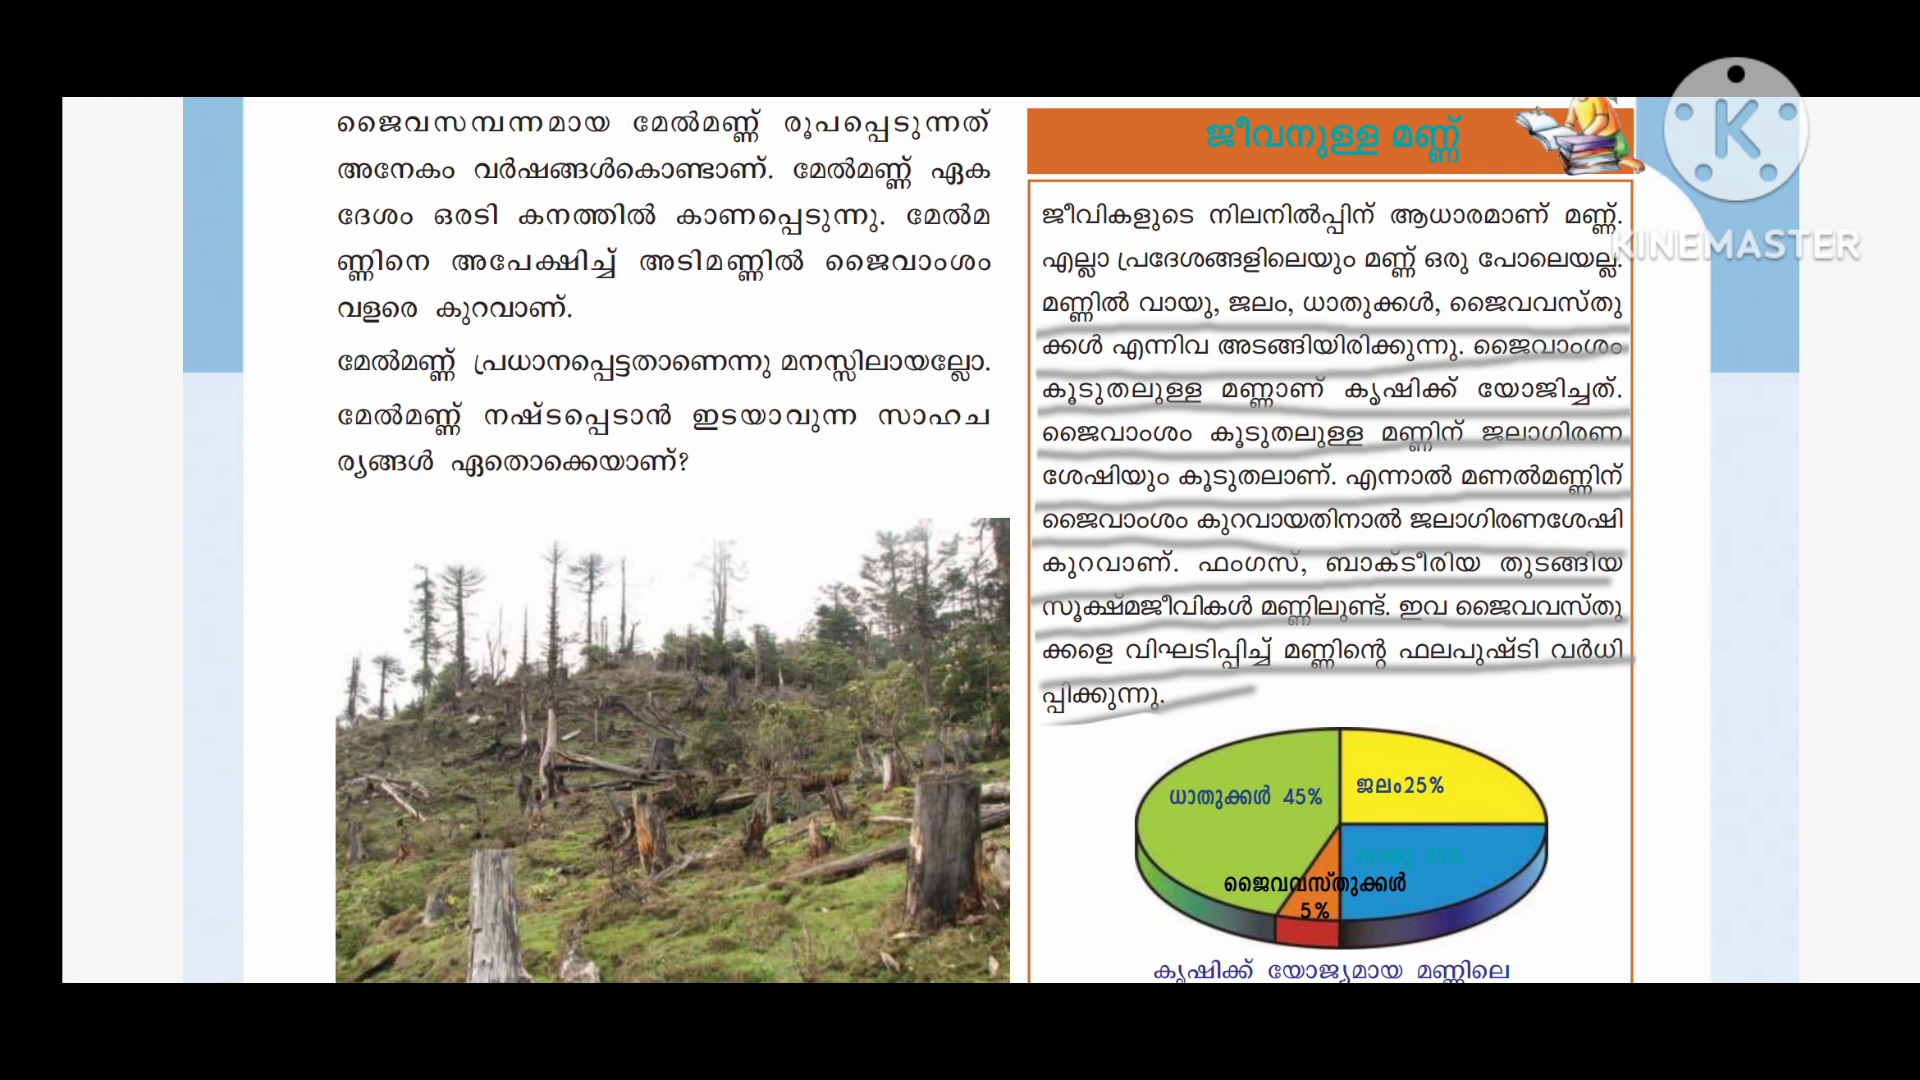 ജൈവസമ്പന്നമായ മേൽമണ്ണ് രൂപപ്പെടുന്നത്
അനേകം വർഷങ്ങൾകൊണ്ടാണ്. മേൽമണ്ണ് ഏക
ദേശം ഒരടി കനത്തിൽ കാണപ്പെടുന്നു. മേൽമ
ണ്ണിനെ അപേക്ഷിച്ച് അടിമണ്ണിൽ ജൈവാംശം
വളരെ കുറവാണ്.
മേൽമണ്ണ് പ്രധാനപ്പെട്ടതാണെന്നു മനസ്സിലായല്ലോ.
മേൽമണ്ണ് നഷ്ടപ്പെടാൻ ഇടയാവുന്ന സാഹച
ര്യങ്ങൾ ഏതൊക്കെയാണ്?
ജീവനുള്ള മണ്ണ്
ജീവികളുടെ നിലനിൽപ്പിന് ആധാരമാണ് മണ്ണ്.
എല്ലാ പ്രദേശങ്ങളിലെയും മണ്ണ് ഒരു പോലെയല്ല.
മണ്ണിൽ വായു, ജലം, ധാതുക്കൾ, ജൈവവസ്തു
ക്കൾ എന്നിവ അടങ്ങിയിരിക്കുന്നു. ജൈവാംശം
കൂടുതലുള്ള മണ്ണാണ് കൃഷിക്ക് യോജിച്ചത്.
ജൈവാംശം കൂടുതലുള്ള മണ്ണിന് ജലാഗിരണ
ശേഷിയും കൂടുതലാണ്. എന്നാൽ മണൽമണ്ണിന്
ജൈവാംശം കുറവായതിനാൽ ജലാഗിരണശേഷി
കുറവാണ്. ഫംഗസ്, ബാക്ടീരിയ തുടങ്ങിയ
സൂക്ഷ്മജീവികൾ മണ്ണിലുണ്ട്. ഇവ ജൈവവസ്തു
ക്കളെ വിഘടിപ്പിച്ച് മണ്ണിന്റെ ഫലപുഷ്ടി വർധി
പ്പിക്കുന്നു.
ധാതുക്കൾ 45%
ജലം25%
വായു 25%
ജൈവവസ്തുക്കൾ
5%
കൃഷിക്ക് യോജ്യമായ മണ്ണിലെ
K
KINEMASTER